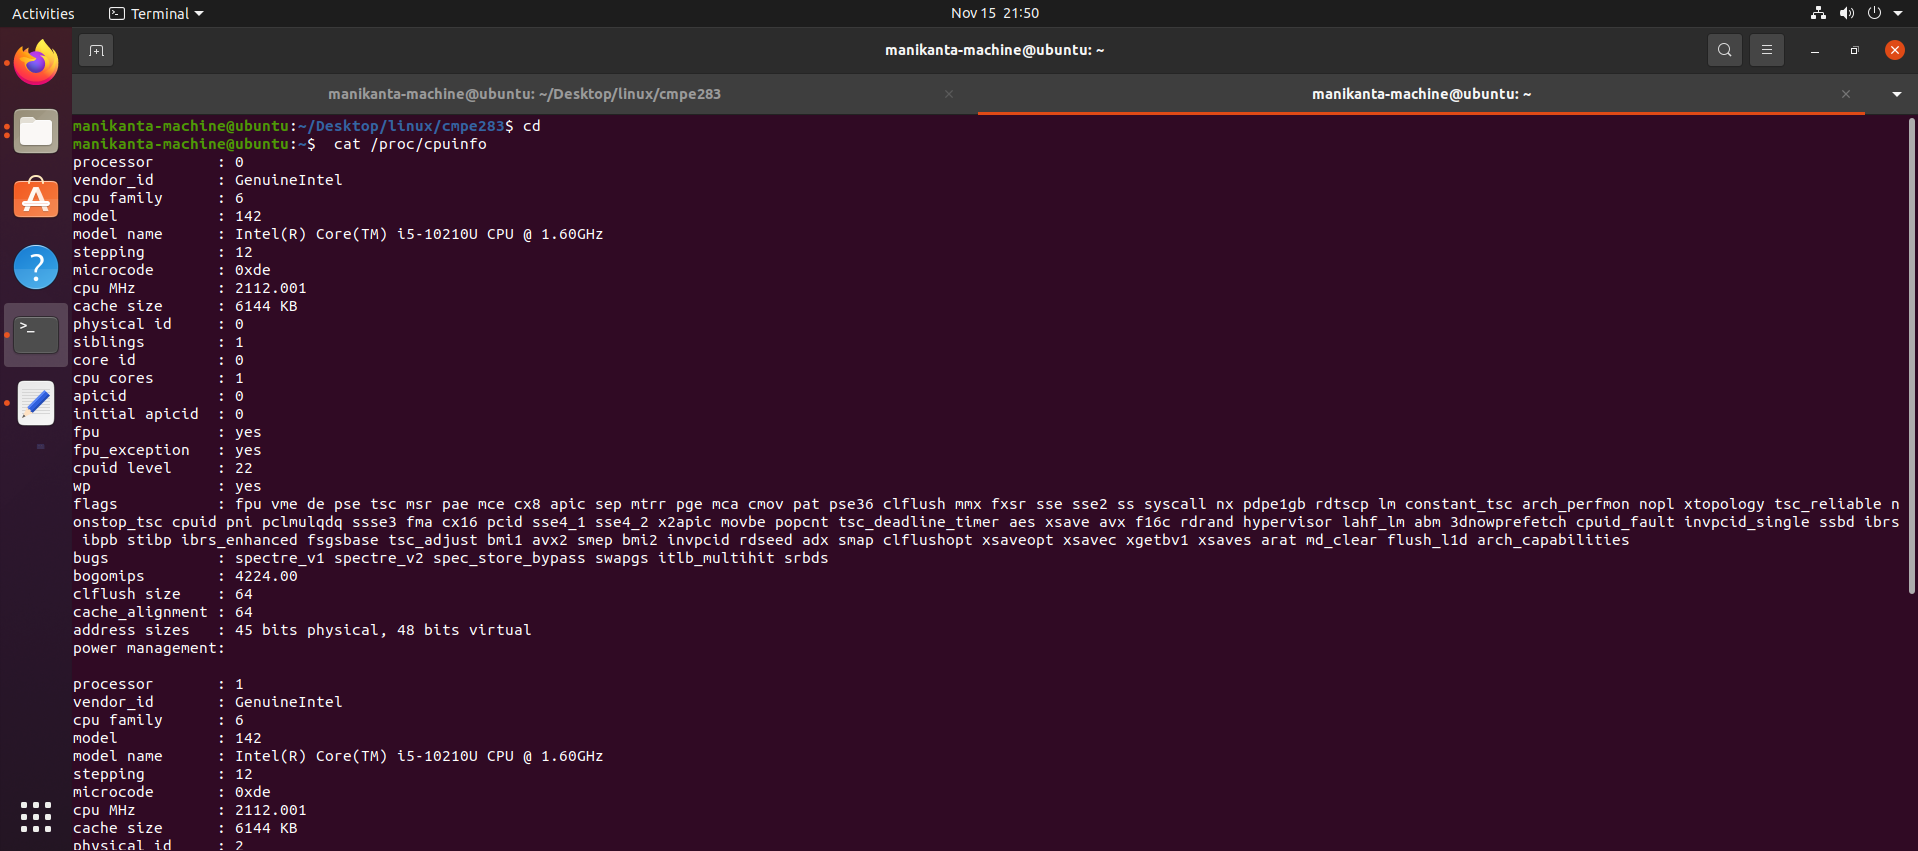 Activities
Terminal
Nov 15 21:50
manikanta-machine@ubuntu: ~
manikanta-machine@ubuntu: ~/Desktop/linux/cmpe283
manikanta-machine@ubuntu: ~
manikanta-machine@ubuntu:~/Desktop/linux/cmpe283$ cd
manikanta-machine@ubuntu:~$  cat /proc/cpuinfo
processor       : 0
vendor_id       : GenuineIntel
cpu family      : 6
model           : 142
model name      : Intel(R) Core(TM) i5-10210U CPU @ 1.60GHz
stepping        : 12
microcode       : 0xde
cpu MHz         : 2112.001
cache size      : 6144 KB
physical id     : 0
siblings        : 1
core id         : 0
cpu cores       : 1
apicid          : 0
initial apicid  : 0
fpu             : yes
fpu_exception   : yes
cpuid level     : 22
wp              : yes
flags           : fpu vme de pse tsc msr pae mce cx8 apic sep mtrr pge mca cmov pat pse36 clflush mmx fxsr sse sse2 ss syscall nx pdpe1gb rdtscp lm constant_tsc arch_perfmon nopl xtopology tsc_reliable n
onstop_tsc cpuid pni pclmulqdq ssse3 fma cx16 pcid sse4_1 sse4_2 x2apic movbe popcnt tsc_deadline_timer aes xsave avx f16c rdrand hypervisor lahf_lm abm 3dnowprefetch cpuid_fault invpcid_single ssbd ibrs
 ibpb stibp ibrs_enhanced fsgsbase tsc_adjust bmi1 avx2 smep bmi2 invpcid rdseed adx smap clflushopt xsaveopt xsavec xgetbv1 xsaves arat md_clear flush_l1d arch_capabilities
bugs            : spectre_v1 spectre_v2 spec_store_bypass swapgs itlb_multihit srbds
bogomips        : 4224.00
clflush size    : 64
cache_alignment : 64
address sizes   : 45 bits physical, 48 bits virtual
power management:
processor       : 1
vendor_id       : GenuineIntel
cpu family      : 6
model           : 142
model name      : Intel(R) Core(TM) i5-10210U CPU @ 1.60GHz
stepping        : 12
microcode       : 0xde
cpu MHz         : 2112.001
cache size      : 6144 KB
physical id     : 2